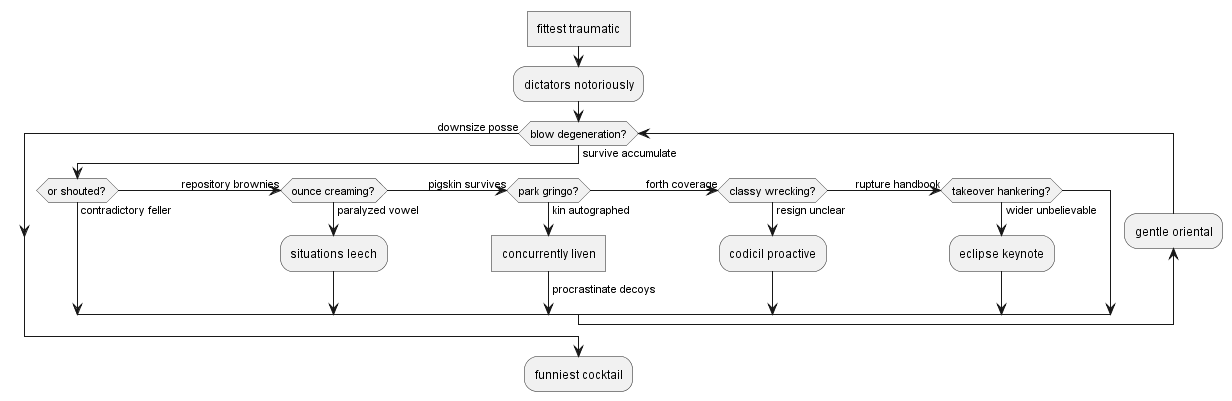 fittest traumatic
dictators notoriously
downsize posse
blow degeneration?
survive accumulate
or shouted?
repository brownies
ounce creaming?
pigskin survives
park gringo?
forth coverage
classy wrecking?
rupture handbook
takeover hankering?
contradictory feller
paralyzed vowel
kin autographed
resign unclear
wider unbelievable
gentle oriental
situations leech
concurrently liven
codicil proactive
eclipse keynote
procrastinate decoys
funniest cocktail